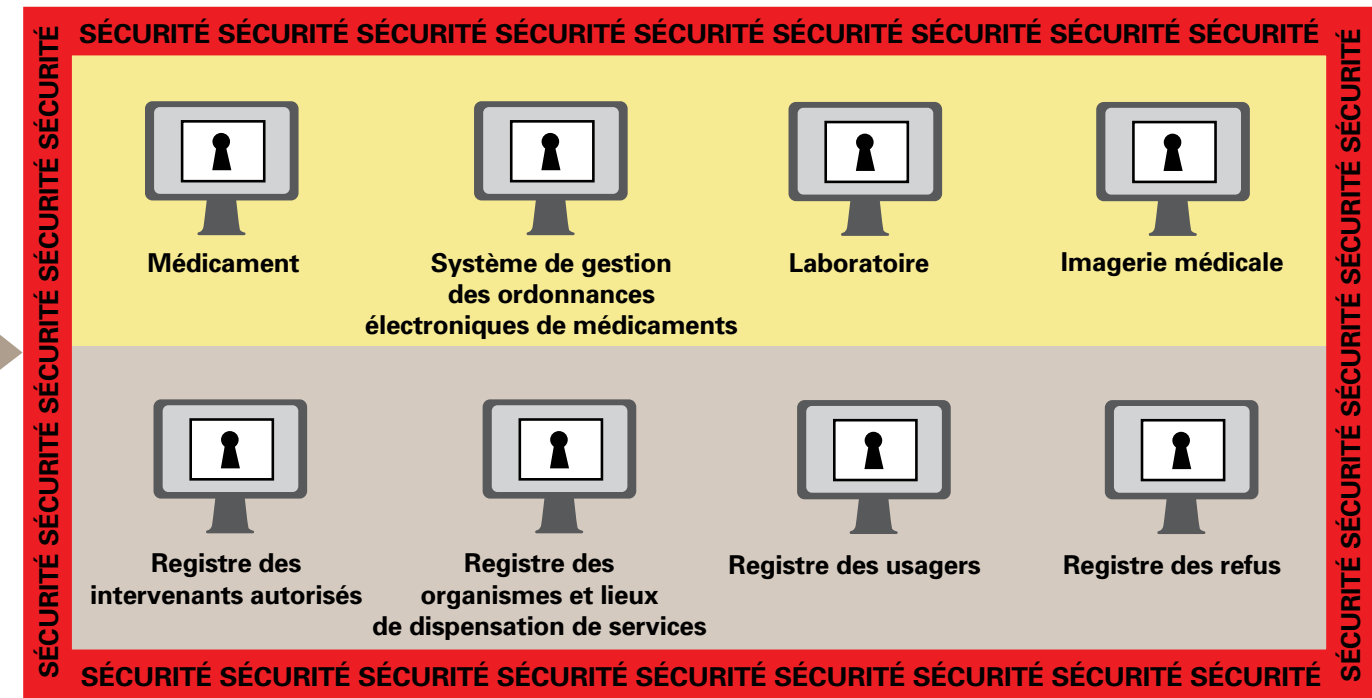 SÉCURITÉ SÉCURITÉ SÉCURITÉ SÉCURITÉ SÉCURITÉ SÉCURITÉ SÉCURITÉ SÉCURITÉ SÉCURITÉ
SÉCURITÉ SÉCURITÉ SÉCURITÉ SÉCURITÉ SÉCURITÉ
Médicament
Système de gestion
des ordonnances
électroniques de médicaments
Laboratoire
Imagerie médicale
Registre des
intervenants autorisés
Registre des
organismes et lieux
de dispensation de services
Registre des usagers
Registre des refus
SÉCURITÉ SÉCURITÉ SÉCURITÉ SÉCURITÉ SÉCURITÉ
SÉCURITÉ SÉCURITÉ SÉCURITÉ SÉCURITÉ SÉCURITÉ SÉCURITÉ SÉCURITÉ SÉCURITÉ SÉCURITÉ